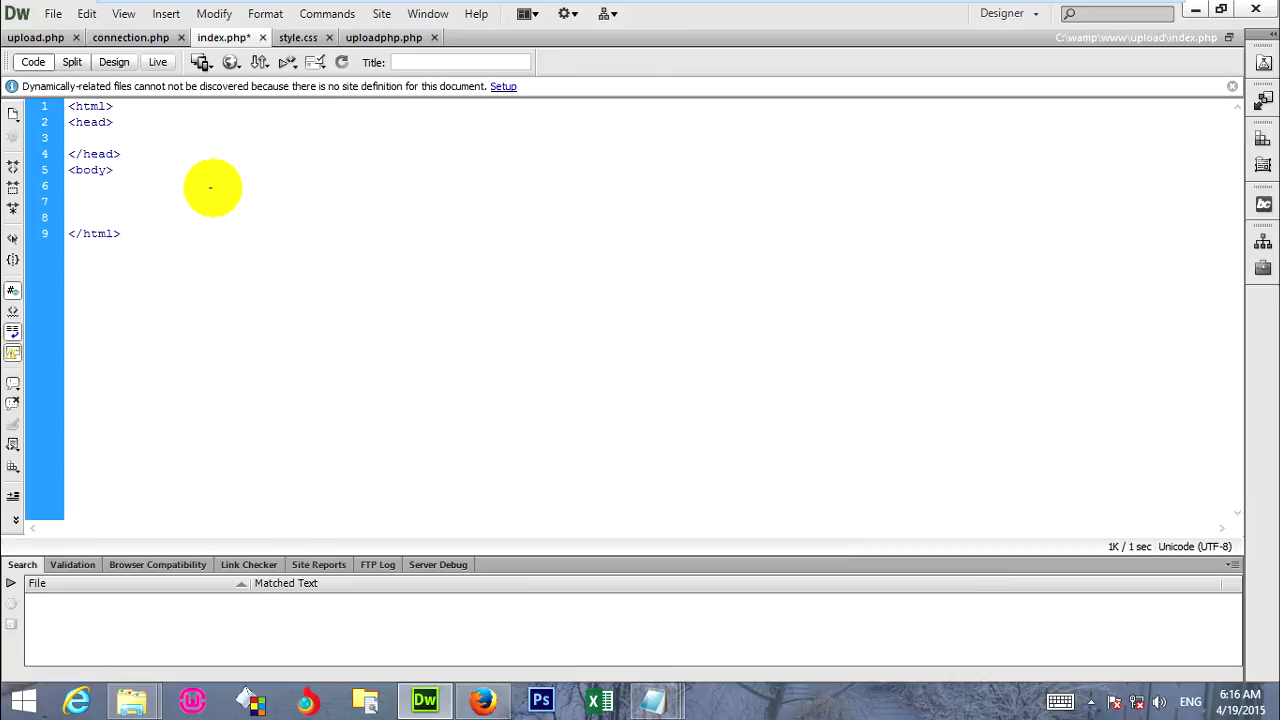 Dw File Edit View Insert Modify Format Commands Site Window Help Designer
upload.php connection.php index.php* style.css uploadphp.php C:\wamp\www\upload\index.php
Code Split Design Live Title:
Dynamically-related files cannot not be discovered because there is no site definition for this document. Setup
1 <html>
2 <head>
3
4 </head>
5 <body>
6
7
8
9 </html>
bc
1K / 1 sec Unicode (UTF-8)
Search Validation Browser Compatibility Link Checker Site Reports FTP Log Server Debug
File Matched Text
Dw Ps ENG 6:16 AM
4/19/2015